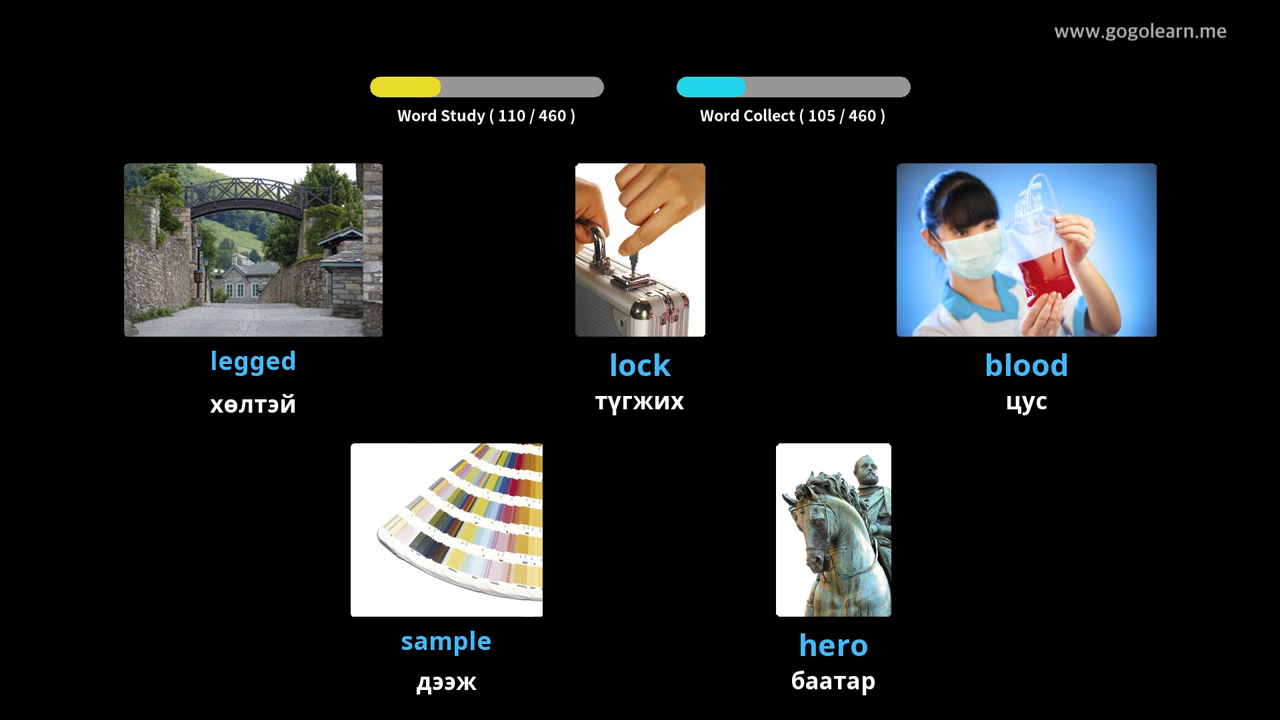 www.gogolearn.me
Word Study ( 110 / 460 )
Word Collect ( 105 / 460 )
legged
хөлтэй
lock
түгжих
blood
цус
sample
дээж
hero
баатар